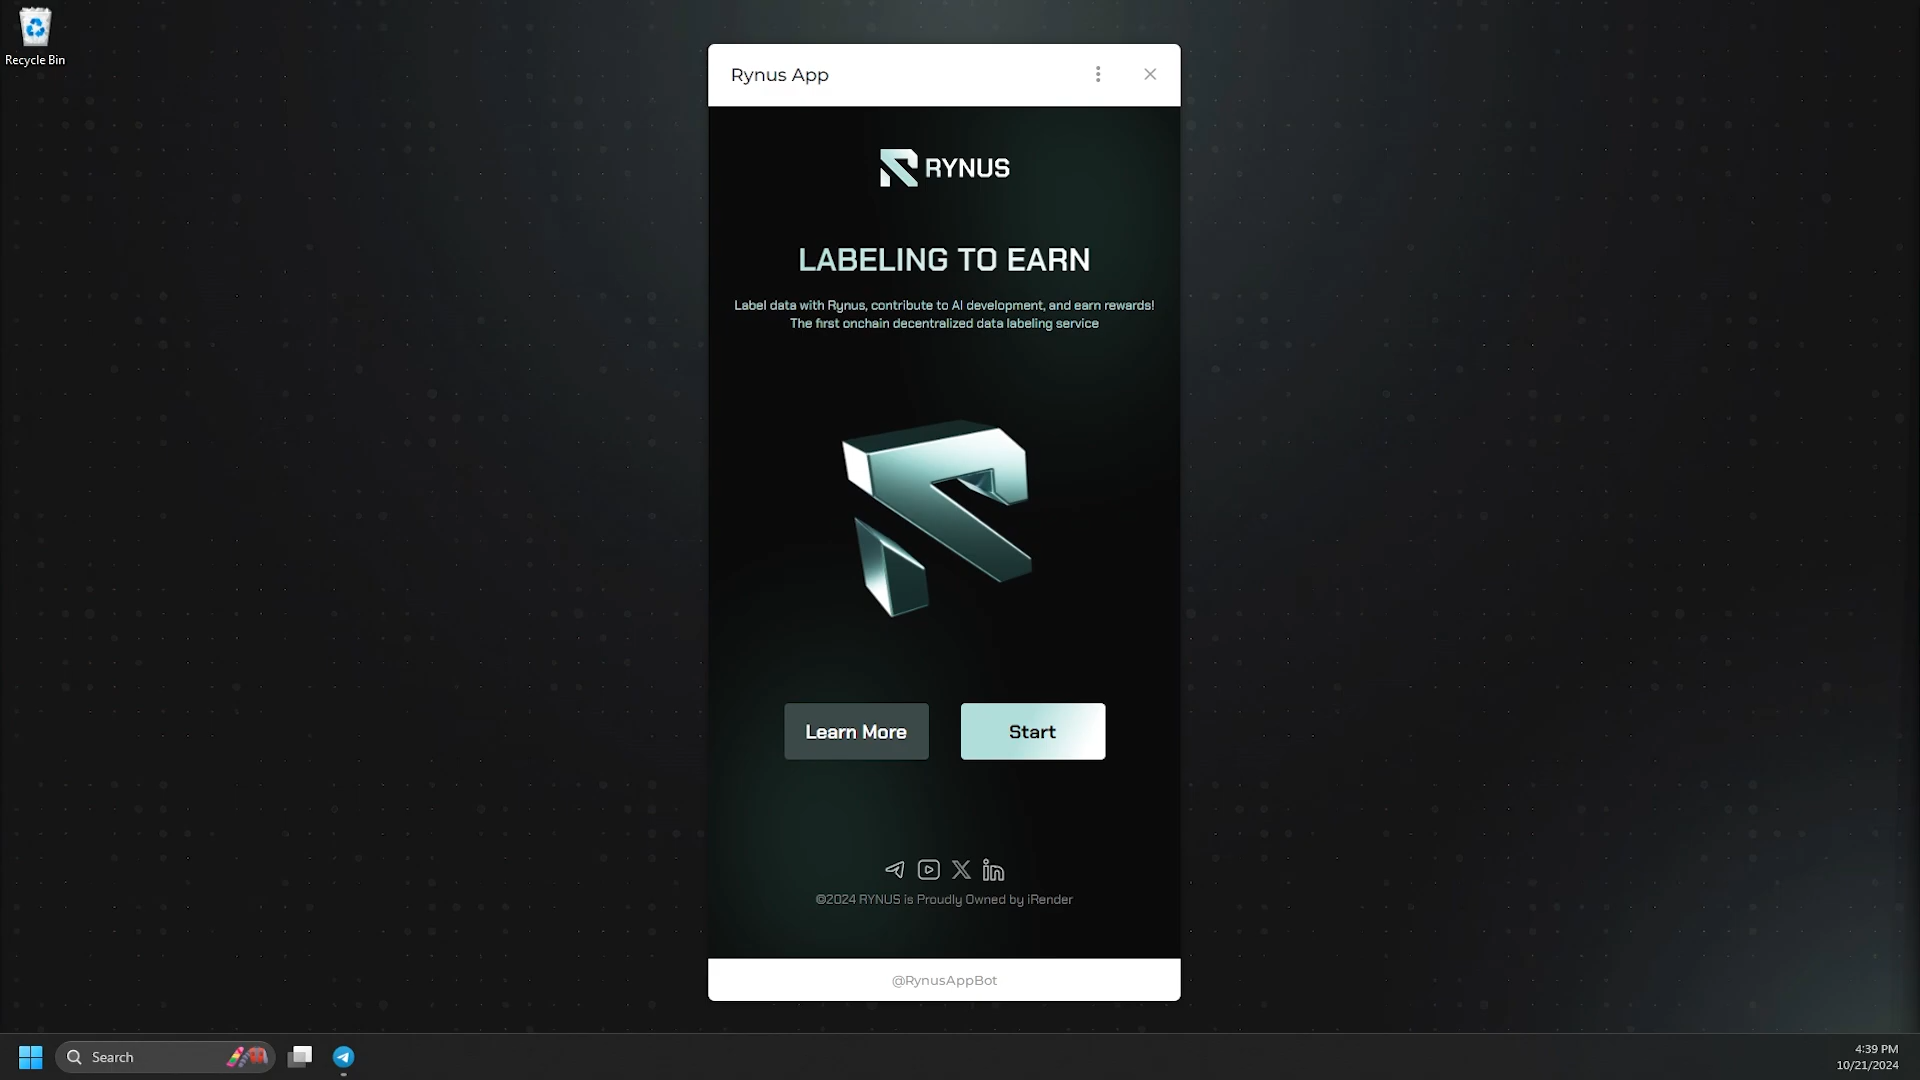 Recycle Bin
Rynus App
RYNUS
LABELING TO EARN
Label data with Rynus, contribute to AI development, and earn rewards!
The first onchain decentralized data labeling service
Learn More
Start
©2024 RYNUS is Proudly Owned by iRender
@RynusAppBot
Search
4:39 PM
10/21/2024